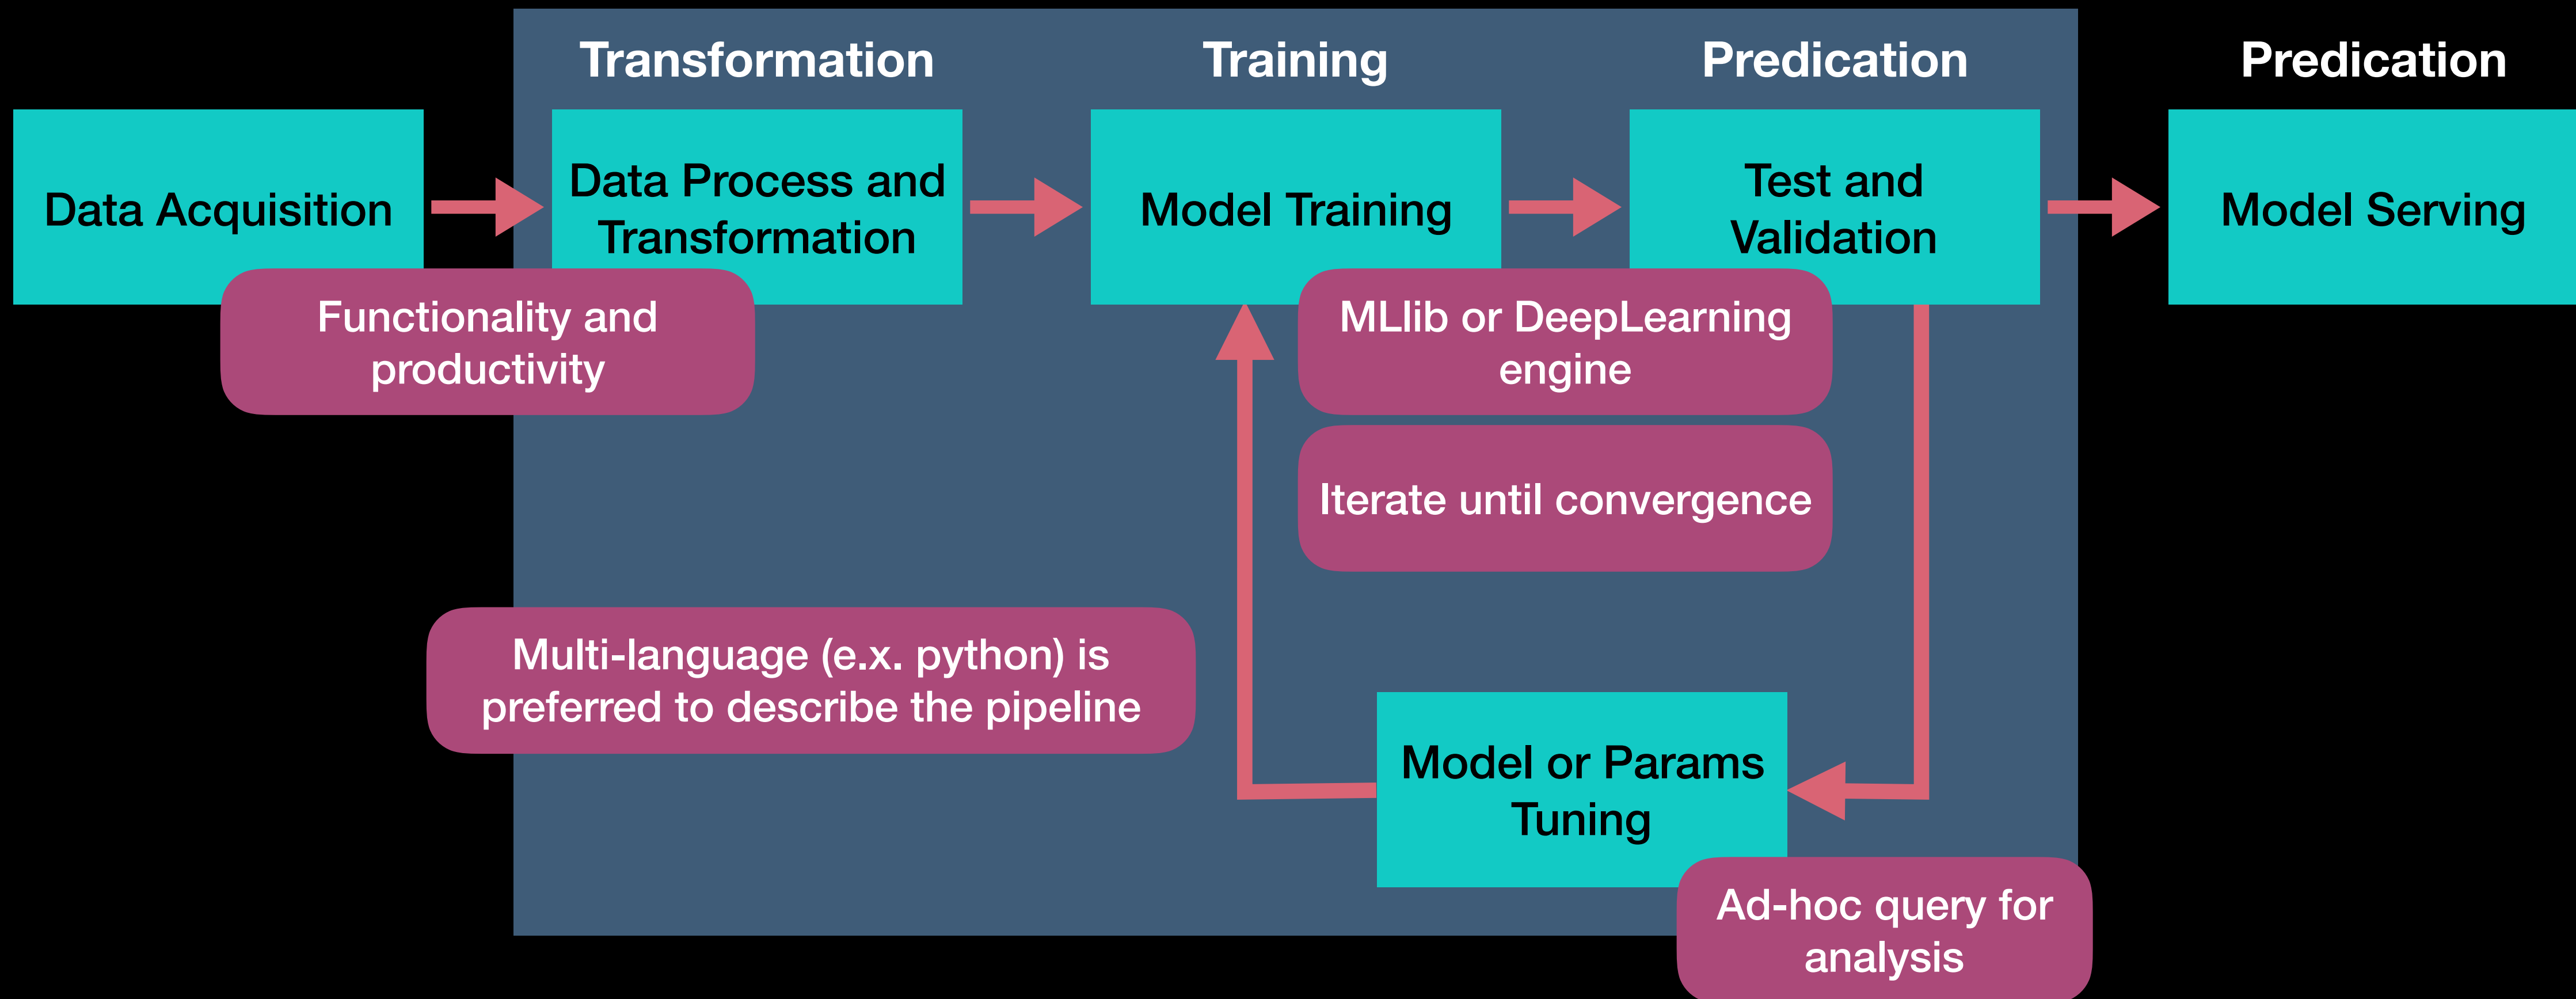 Transformation
Training
Predication
Predication
Data Acquisition
Data Process and
Transformation
Model Training
Test and
Validation
Model Serving
Functionality and
productivity
MLlib or DeepLearning
engine
Iterate until convergence
Multi-language (e.x. python) is
preferred to describe the pipeline
Model or Params
Tuning
Ad-hoc query for
analysis